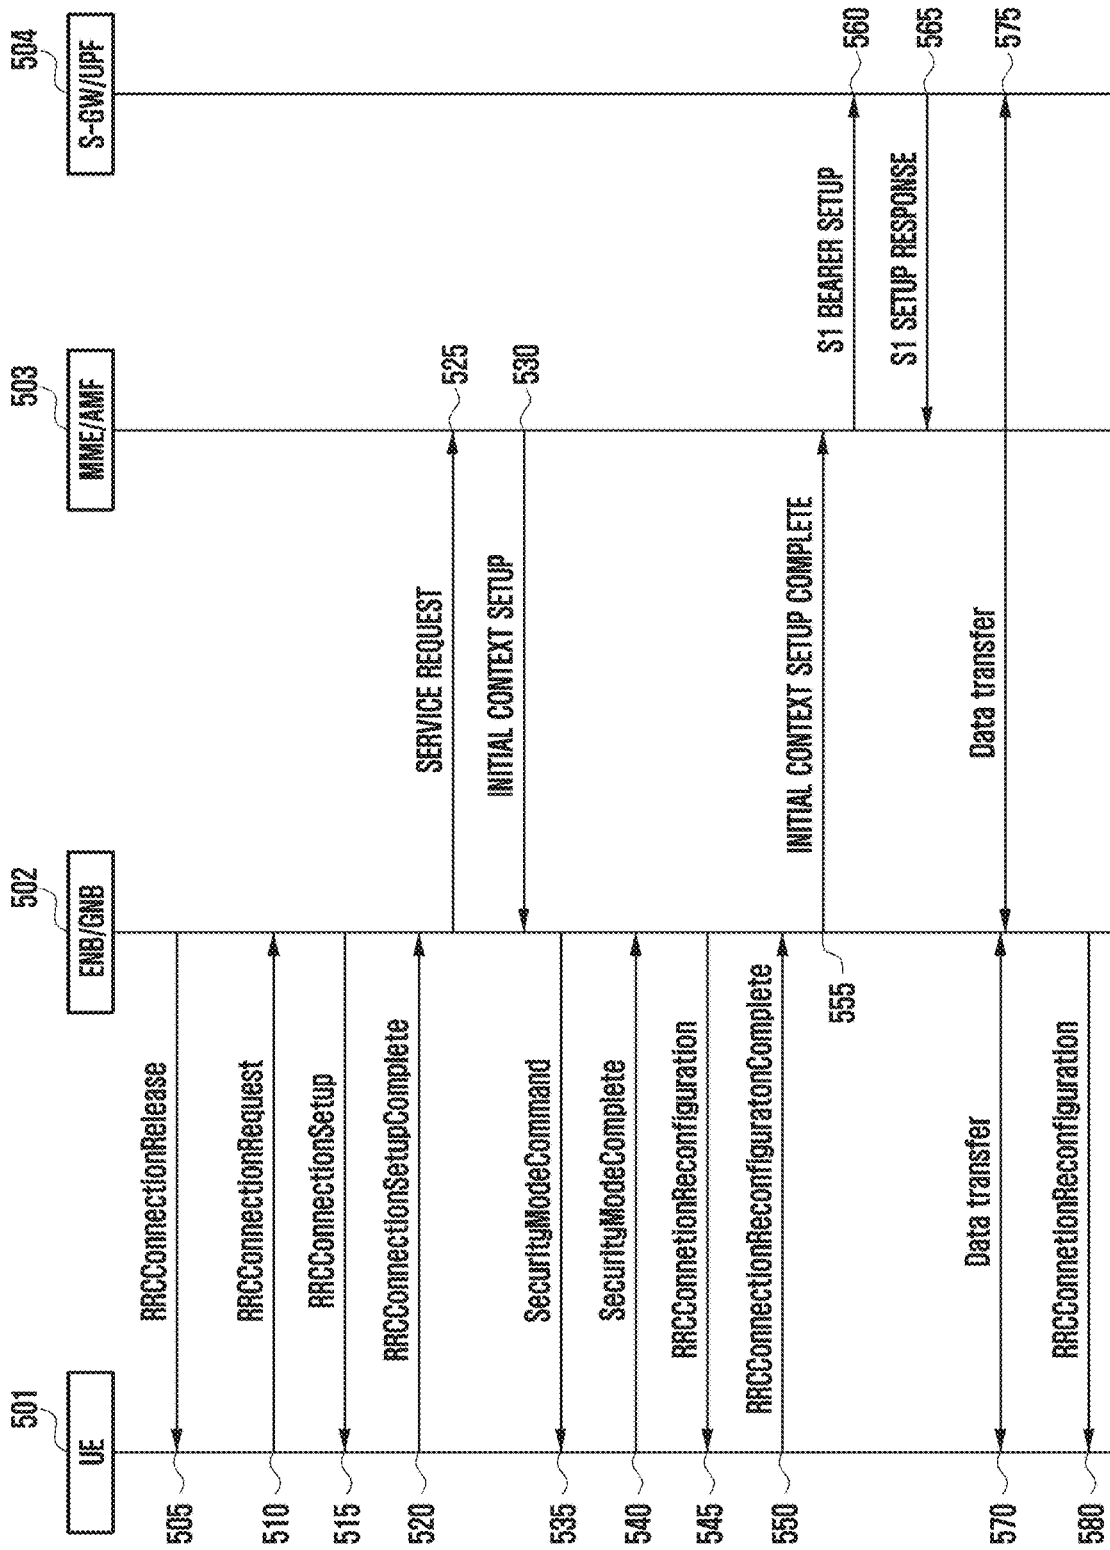 501
502
503
504
UE
ENB/GNB
MME/AMF
S-GW/UPF
505
RRCConnectionRelease
510
RRCConnectionRequest
515
RRCConnectionSetup
520
RRCConnectionSetupComplete
SERVICE REQUEST
525
INITIAL CONTEXT SETUP
530
535
SecurityModeCommand
540
SecurityModeComplete
545
RRCConnetionReconfiguration
550
RRCConnectionReconfiguratonComplete
555
INITIAL CONTEXT SETUP COMPLETE
S1 BEARER SETUP
560
S1 SETUP RESPONSE
565
570
Data transfer
Data transfer
575
580
RRCConnetionReconfiguration